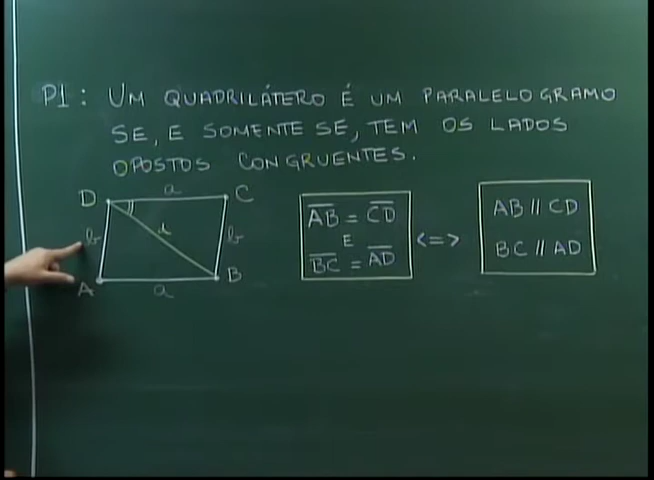 P1: UM QUADRILÁTERO É UM PARALELOGRAMO
SE, E SOMENTE SE, TEM OS LADOS
OPOSTOS CONGRUENTES.
D a C
b d b
A a B
AB = CD
E
BC = AD
<=>
AB // CD
BC // AD